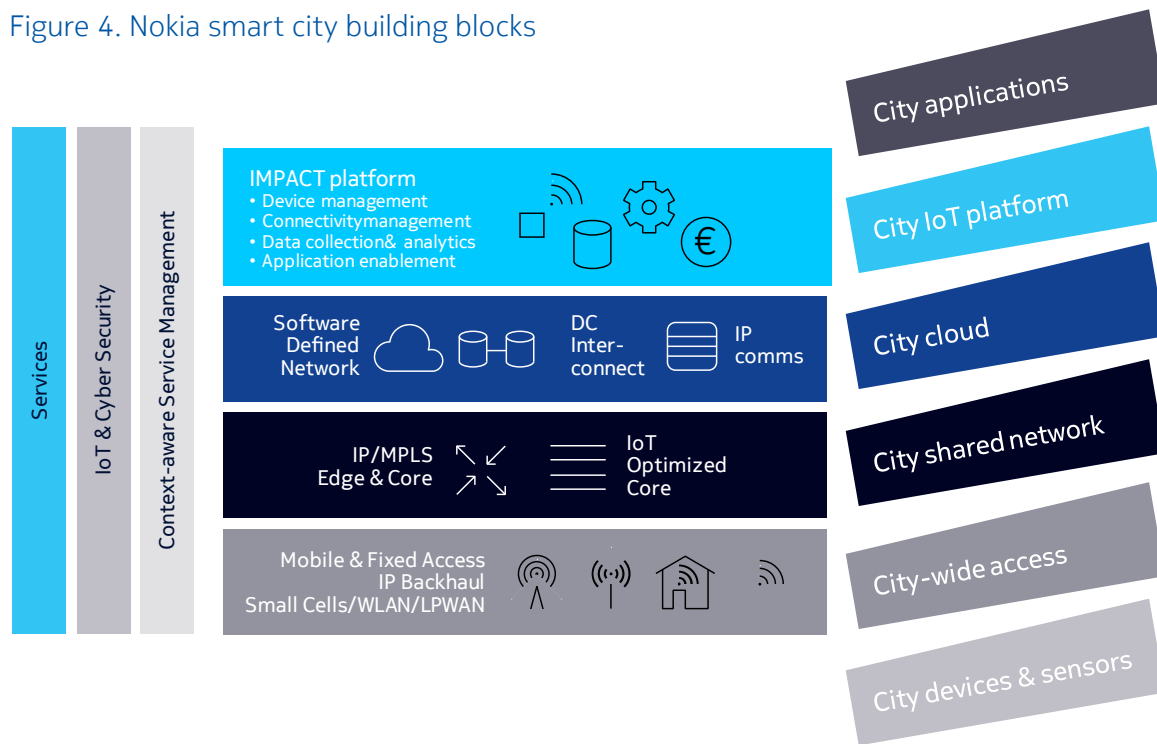 Figure 4. Nokia smart city building blocks
Services
IoT & Cyber Security
Context-aware Service Management
IMPACT platform
• Device management
• Connectivitymanagement
• Data collection& analytics
• Application enablement
€
Software
Defined
Network
DC
Inter-
connect
IP
comms
IP/MPLS
Edge & Core
IoT
Optimized
Core
Mobile & Fixed Access
IP Backhaul
Small Cells/WLAN/LPWAN
City applications
City IoT platform
City cloud
City shared network
City-wide access
City devices & sensors